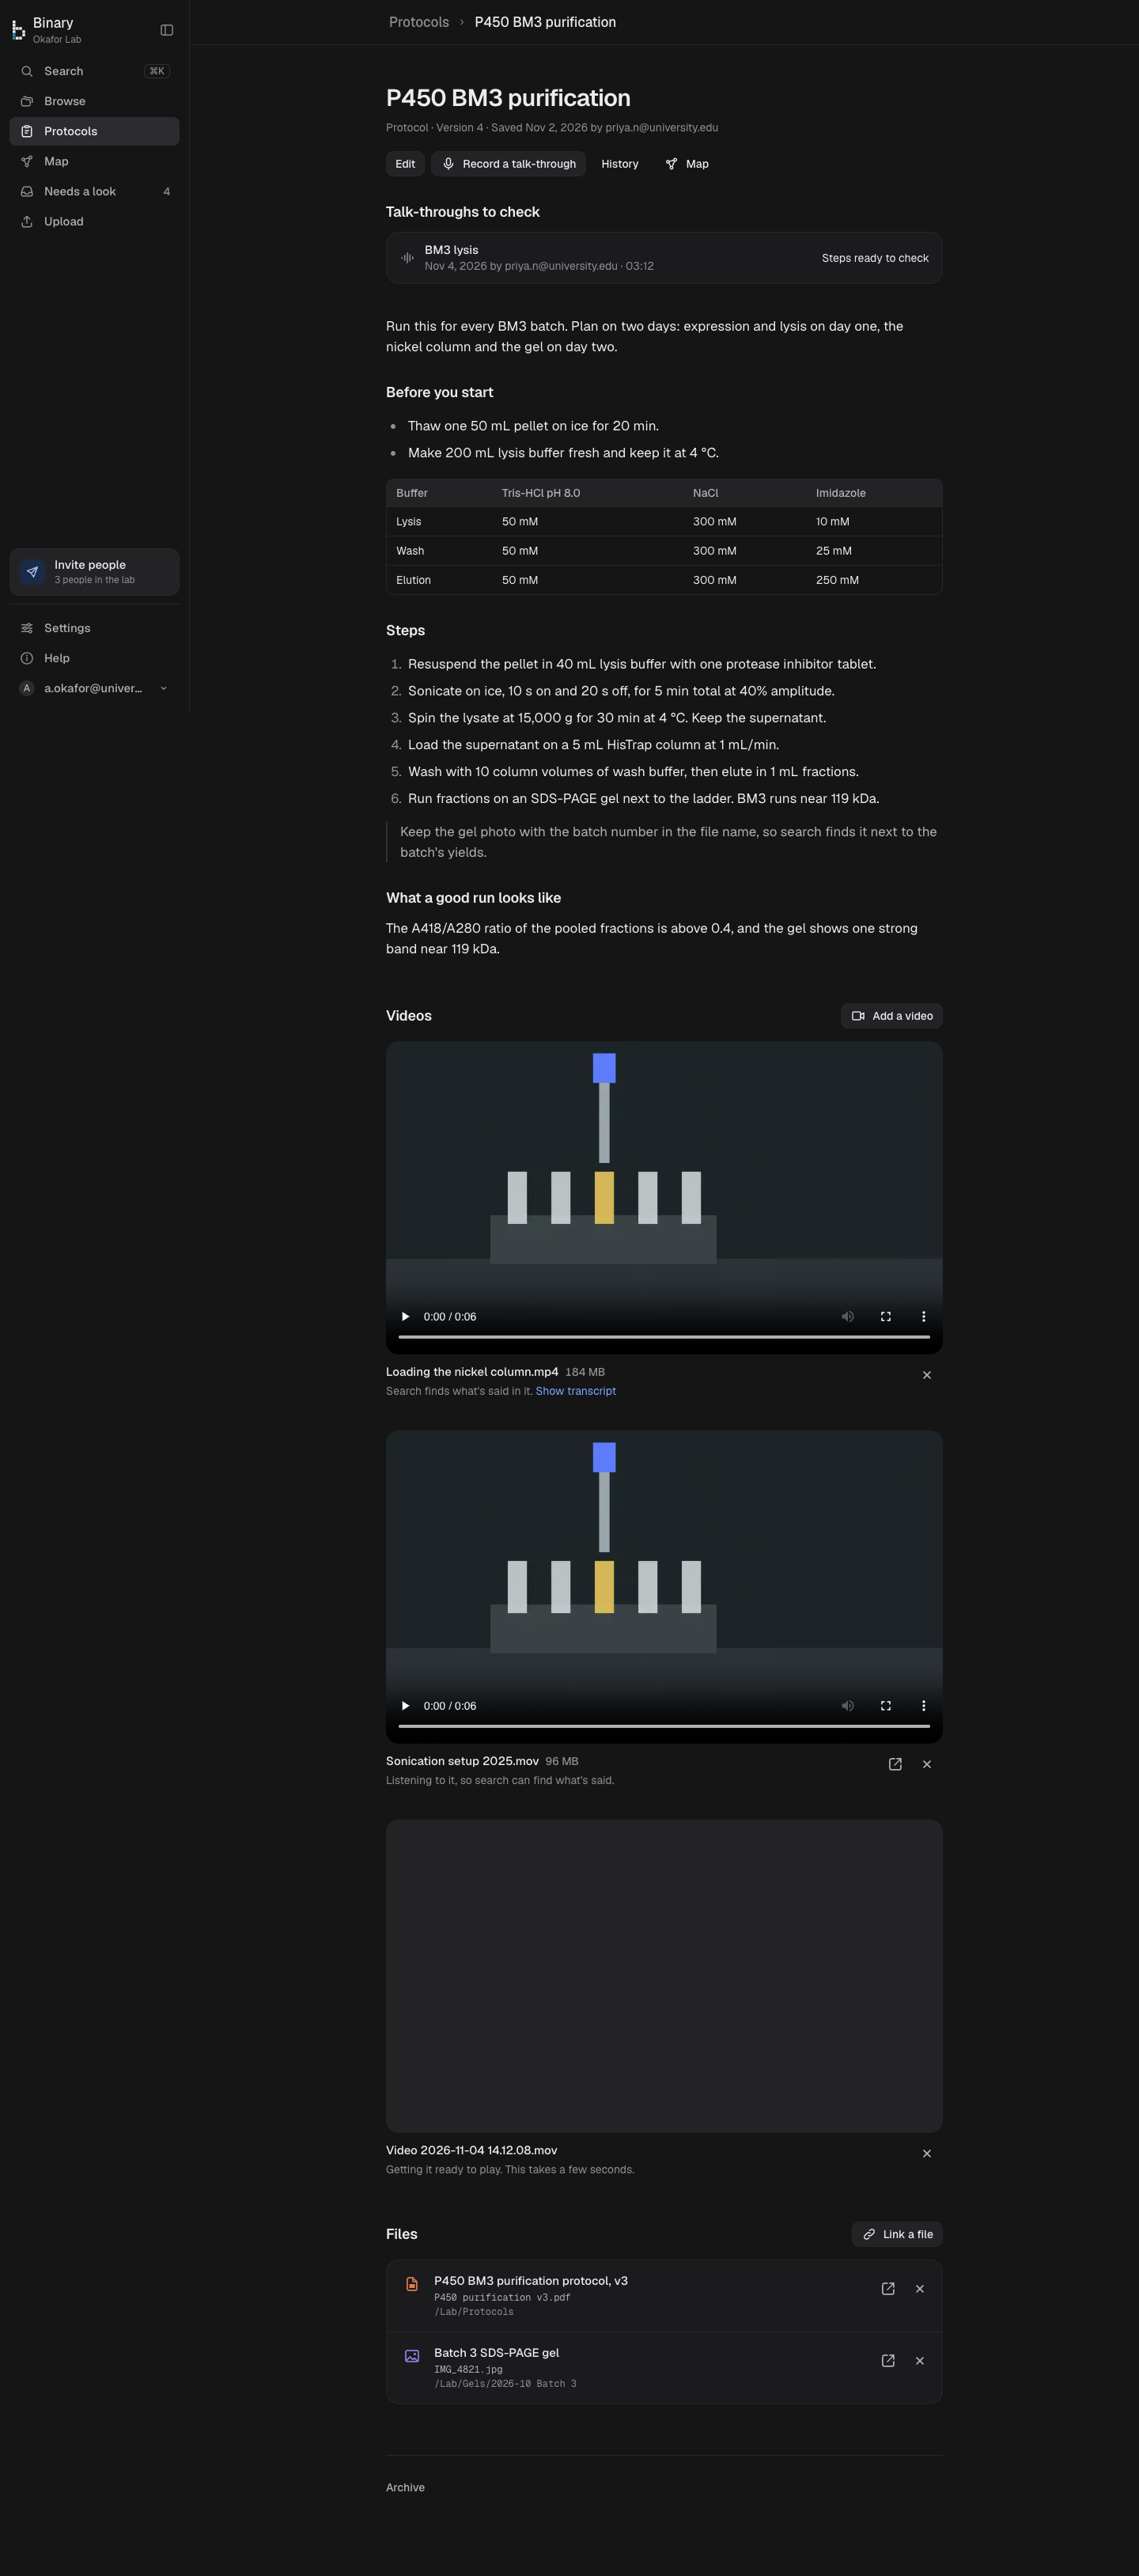 Binary
Okafor Lab
Search
⌘K
Browse
Protocols
Map
Needs a look
4
Upload
Invite people
3 people in the lab
Settings
Help
A
a.okafor@univer...
Protocols › P450 BM3 purification
P450 BM3 purification
Protocol · Version 4 · Saved Nov 2, 2026 by priya.n@university.edu
Edit
Record a talk-through
History
Map
Talk-throughs to check
BM3 lysis
Nov 4, 2026 by priya.n@university.edu · 03:12
Steps ready to check
Run this for every BM3 batch. Plan on two days: expression and lysis on day one, the
nickel column and the gel on day two.
Before you start
• Thaw one 50 mL pellet on ice for 20 min.
• Make 200 mL lysis buffer fresh and keep it at 4 °C.
Buffer Tris-HCl pH 8.0 NaCl Imidazole
Lysis 50 mM 300 mM 10 mM
Wash 50 mM 300 mM 25 mM
Elution 50 mM 300 mM 250 mM
Steps
1. Resuspend the pellet in 40 mL lysis buffer with one protease inhibitor tablet.
2. Sonicate on ice, 10 s on and 20 s off, for 5 min total at 40% amplitude.
3. Spin the lysate at 15,000 g for 30 min at 4 °C. Keep the supernatant.
4. Load the supernatant on a 5 mL HisTrap column at 1 mL/min.
5. Wash with 10 column volumes of wash buffer, then elute in 1 mL fractions.
6. Run fractions on an SDS-PAGE gel next to the ladder. BM3 runs near 119 kDa.
Keep the gel photo with the batch number in the file name, so search finds it next to the
batch's yields.
What a good run looks like
The A418/A280 ratio of the pooled fractions is above 0.4, and the gel shows one strong
band near 119 kDa.
Videos
Add a video
0:00 / 0:06
Loading the nickel column.mp4 184 MB
Search finds what's said in it. Show transcript
0:00 / 0:06
Sonication setup 2025.mov 96 MB
Listening to it, so search can find what's said.
Video 2026-11-04 14.12.08.mov
Getting it ready to play. This takes a few seconds.
Files
Link a file
P450 BM3 purification protocol, v3
P450 purification v3.pdf
/Lab/Protocols
Batch 3 SDS-PAGE gel
IMG_4821.jpg
/Lab/Gels/2026-10 Batch 3
Archive